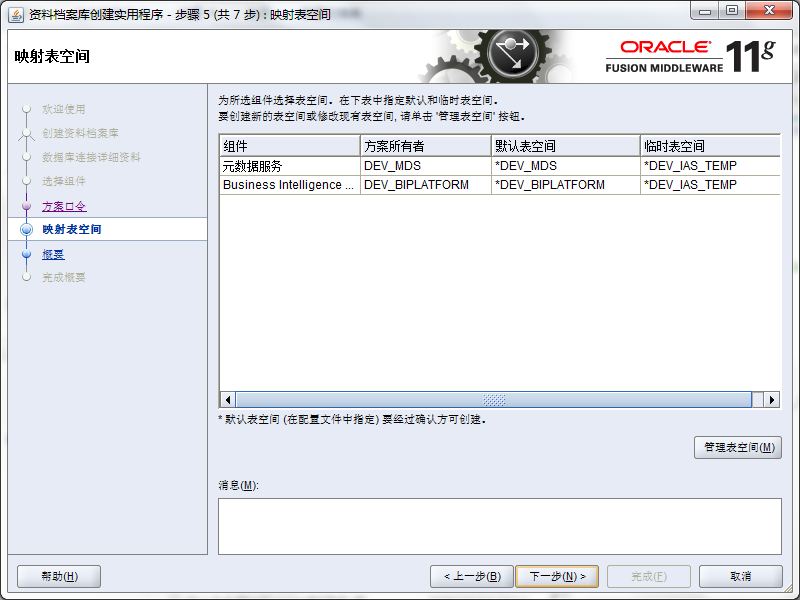 资料档案库创建实用程序 - 步骤 5 (共 7 步) : 映射表空间
映射表空间
ORACLE
FUSION MIDDLEWARE 11g
欢迎使用
创建资料档案库
数据库连接详细资料
选择组件
方案口令
映射表空间
概要
完成概要
为所选组件选择表空间。在下表中指定默认和临时表空间。
要创建新的表空间或修改现有表空间, 请单击 '管理表空间' 按钮。
组件 方案所有者 默认表空间 临时表空间
元数据服务 DEV_MDS *DEV_MDS *DEV_IAS_TEMP
Business Intelligence ... DEV_BIPLATFORM *DEV_BIPLATFORM *DEV_IAS_TEMP
* 默认表空间 (在配置文件中指定) 要经过确认方可创建。
管理表空间(M)
消息(M):
帮助(H) < 上一步(B) 下一步(N) > 完成(F) 取消